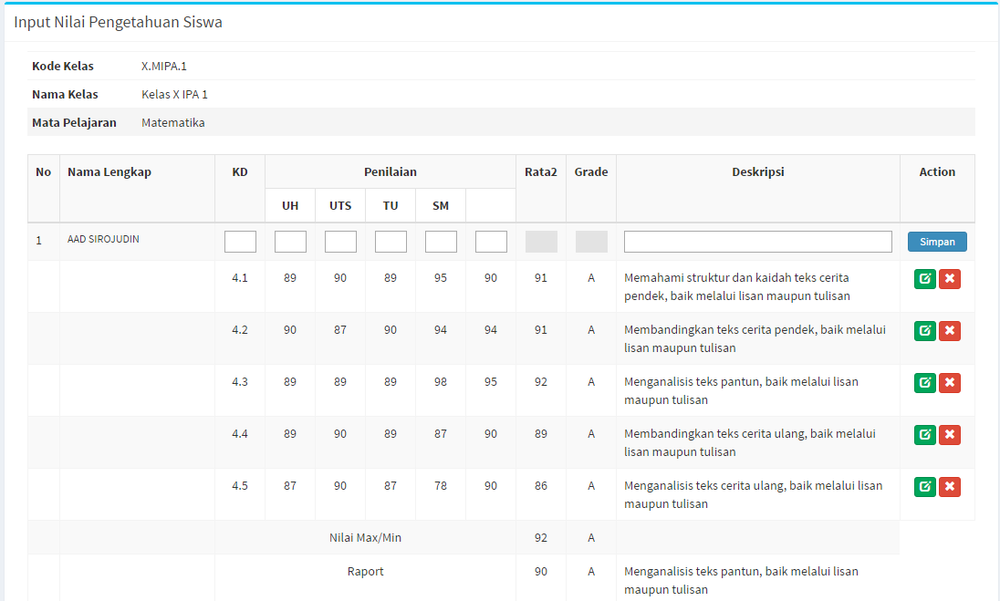 Input Nilai Pengetahuan Siswa
Kode Kelas X.MIPA.1
Nama Kelas Kelas X IPA 1
Mata Pelajaran Matematika
No Nama Lengkap KD Penilaian Rata2 Grade Deskripsi Action
UH UTS TU SM
1 AAD SIROJUDIN Simpan
4.1 89 90 89 95 90 91 A Memahami struktur dan kaidah teks cerita
pendek, baik melalui lisan maupun tulisan
4.2 90 87 90 94 94 91 A Membandingkan teks cerita pendek, baik melalui
lisan maupun tulisan
4.3 89 89 89 98 95 92 A Menganalisis teks pantun, baik melalui lisan
maupun tulisan
4.4 89 90 89 87 90 89 A Membandingkan teks cerita ulang, baik melalui
lisan maupun tulisan
4.5 87 90 87 78 90 86 A Menganalisis teks cerita ulang, baik melalui lisan
maupun tulisan
Nilai Max/Min 92 A
Raport 90 A Menganalisis teks pantun, baik melalui lisan
maupun tulisan